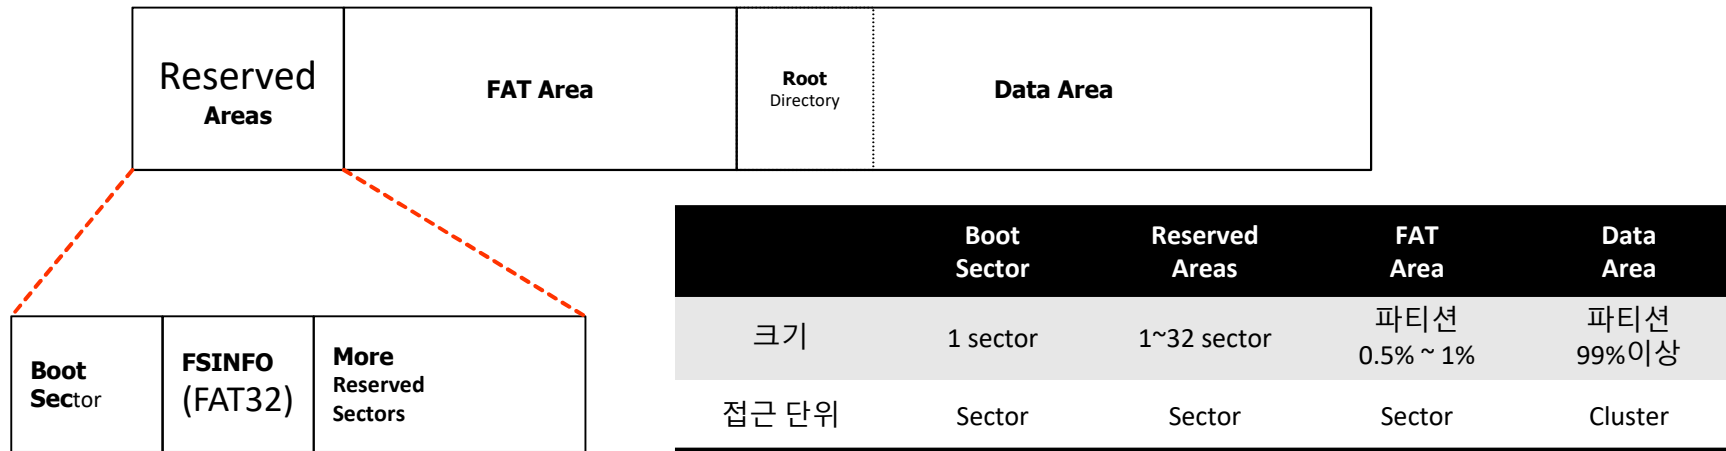 Reserved
Areas
FAT Area
Root
Directory
Data Area
Boot
Sector
FSINFO
(FAT32)
More
Reserved
Sectors
Boot
Sector
Reserved
Areas
FAT
Area
Data
Area
크기
1 sector
1~32 sector
파티션
0.5% ~ 1%
파티션
99%이상
접근 단위
Sector
Sector
Sector
Cluster